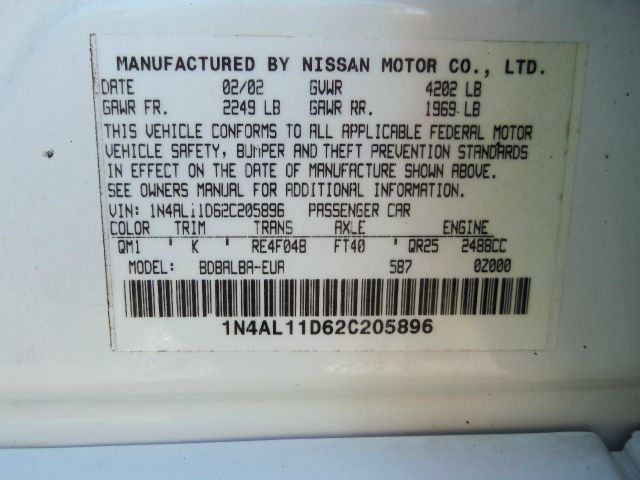 MANUFACTURED BY NISSAN MOTOR CO., LTD.
DATE 02/02 GVWR 4202 LB
GAWR FR. 2249 LB GAWR RR. 1969 LB
THIS VEHICLE CONFORMS TO ALL APPLICABLE FEDERAL MOTOR
VEHICLE SAFETY, BUMPER AND THEFT PREVENTION STANDARDS
IN EFFECT ON THE DATE OF MANUFACTURE SHOWN ABOVE.
SEE OWNERS MANUAL FOR ADDITIONAL INFORMATION.
VIN: 1N4AL11D62C205896 PASSENGER CAR
COLOR TRIM TRANS AXLE ENGINE
QM1 ' K ' RE4F04B FT40 ' QR25 2488CC
MODEL: BDBALBA-EUA 587 0Z000
1N4AL11D62C205896